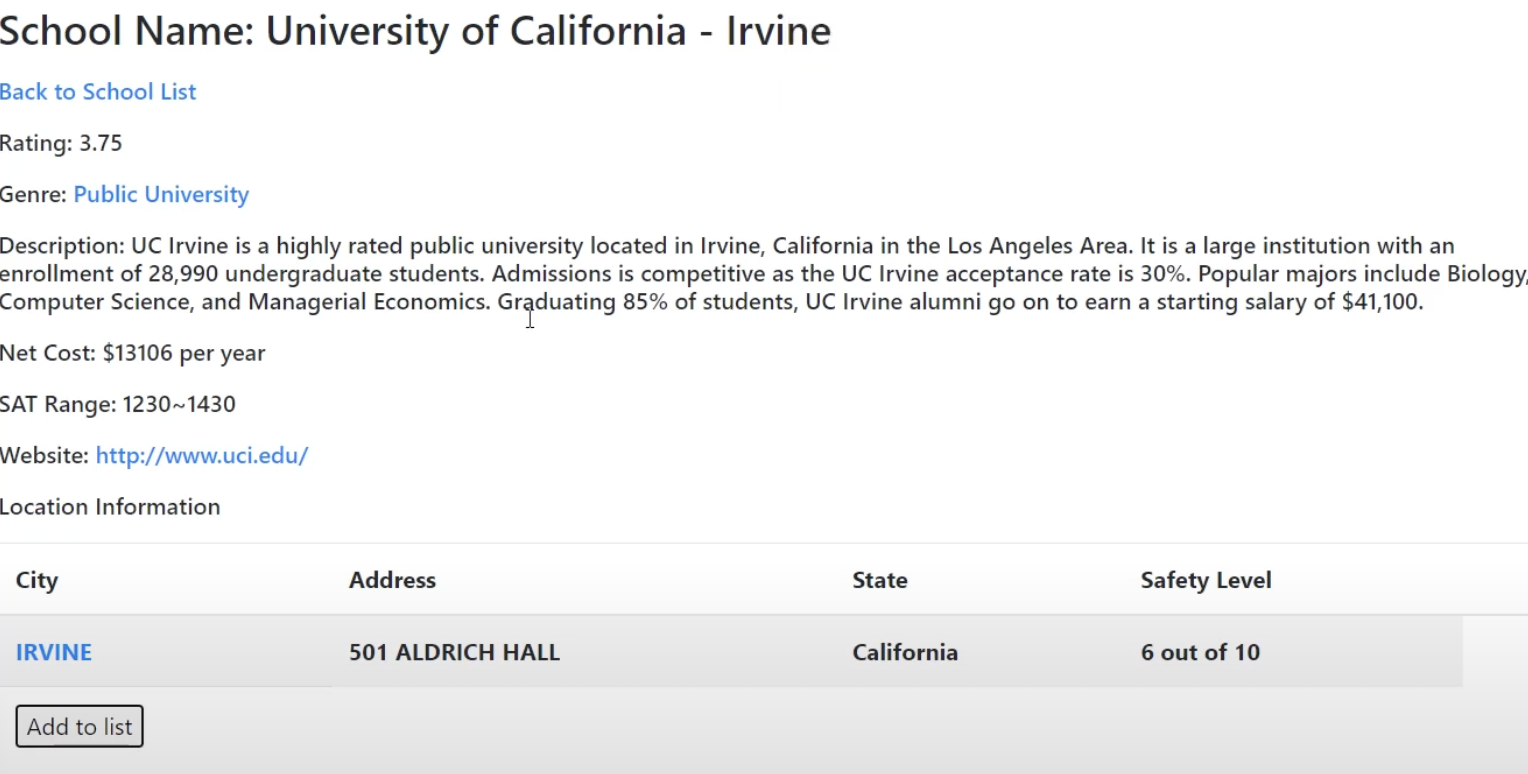 School Name: University of California - Irvine
Back to School List
Rating: 3.75
Genre: Public University
Description: UC Irvine is a highly rated public university located in Irvine, California in the Los Angeles Area. It is a large institution with an
enrollment of 28,990 undergraduate students. Admissions is competitive as the UC Irvine acceptance rate is 30%. Popular majors include Biology,
Computer Science, and Managerial Economics. Graduating 85% of students, UC Irvine alumni go on to earn a starting salary of $41,100.
Net Cost: $13106 per year
SAT Range: 1230~1430
Website: http://www.uci.edu/
Location Information
City Address State Safety Level
IRVINE 501 ALDRICH HALL California 6 out of 10
Add to list